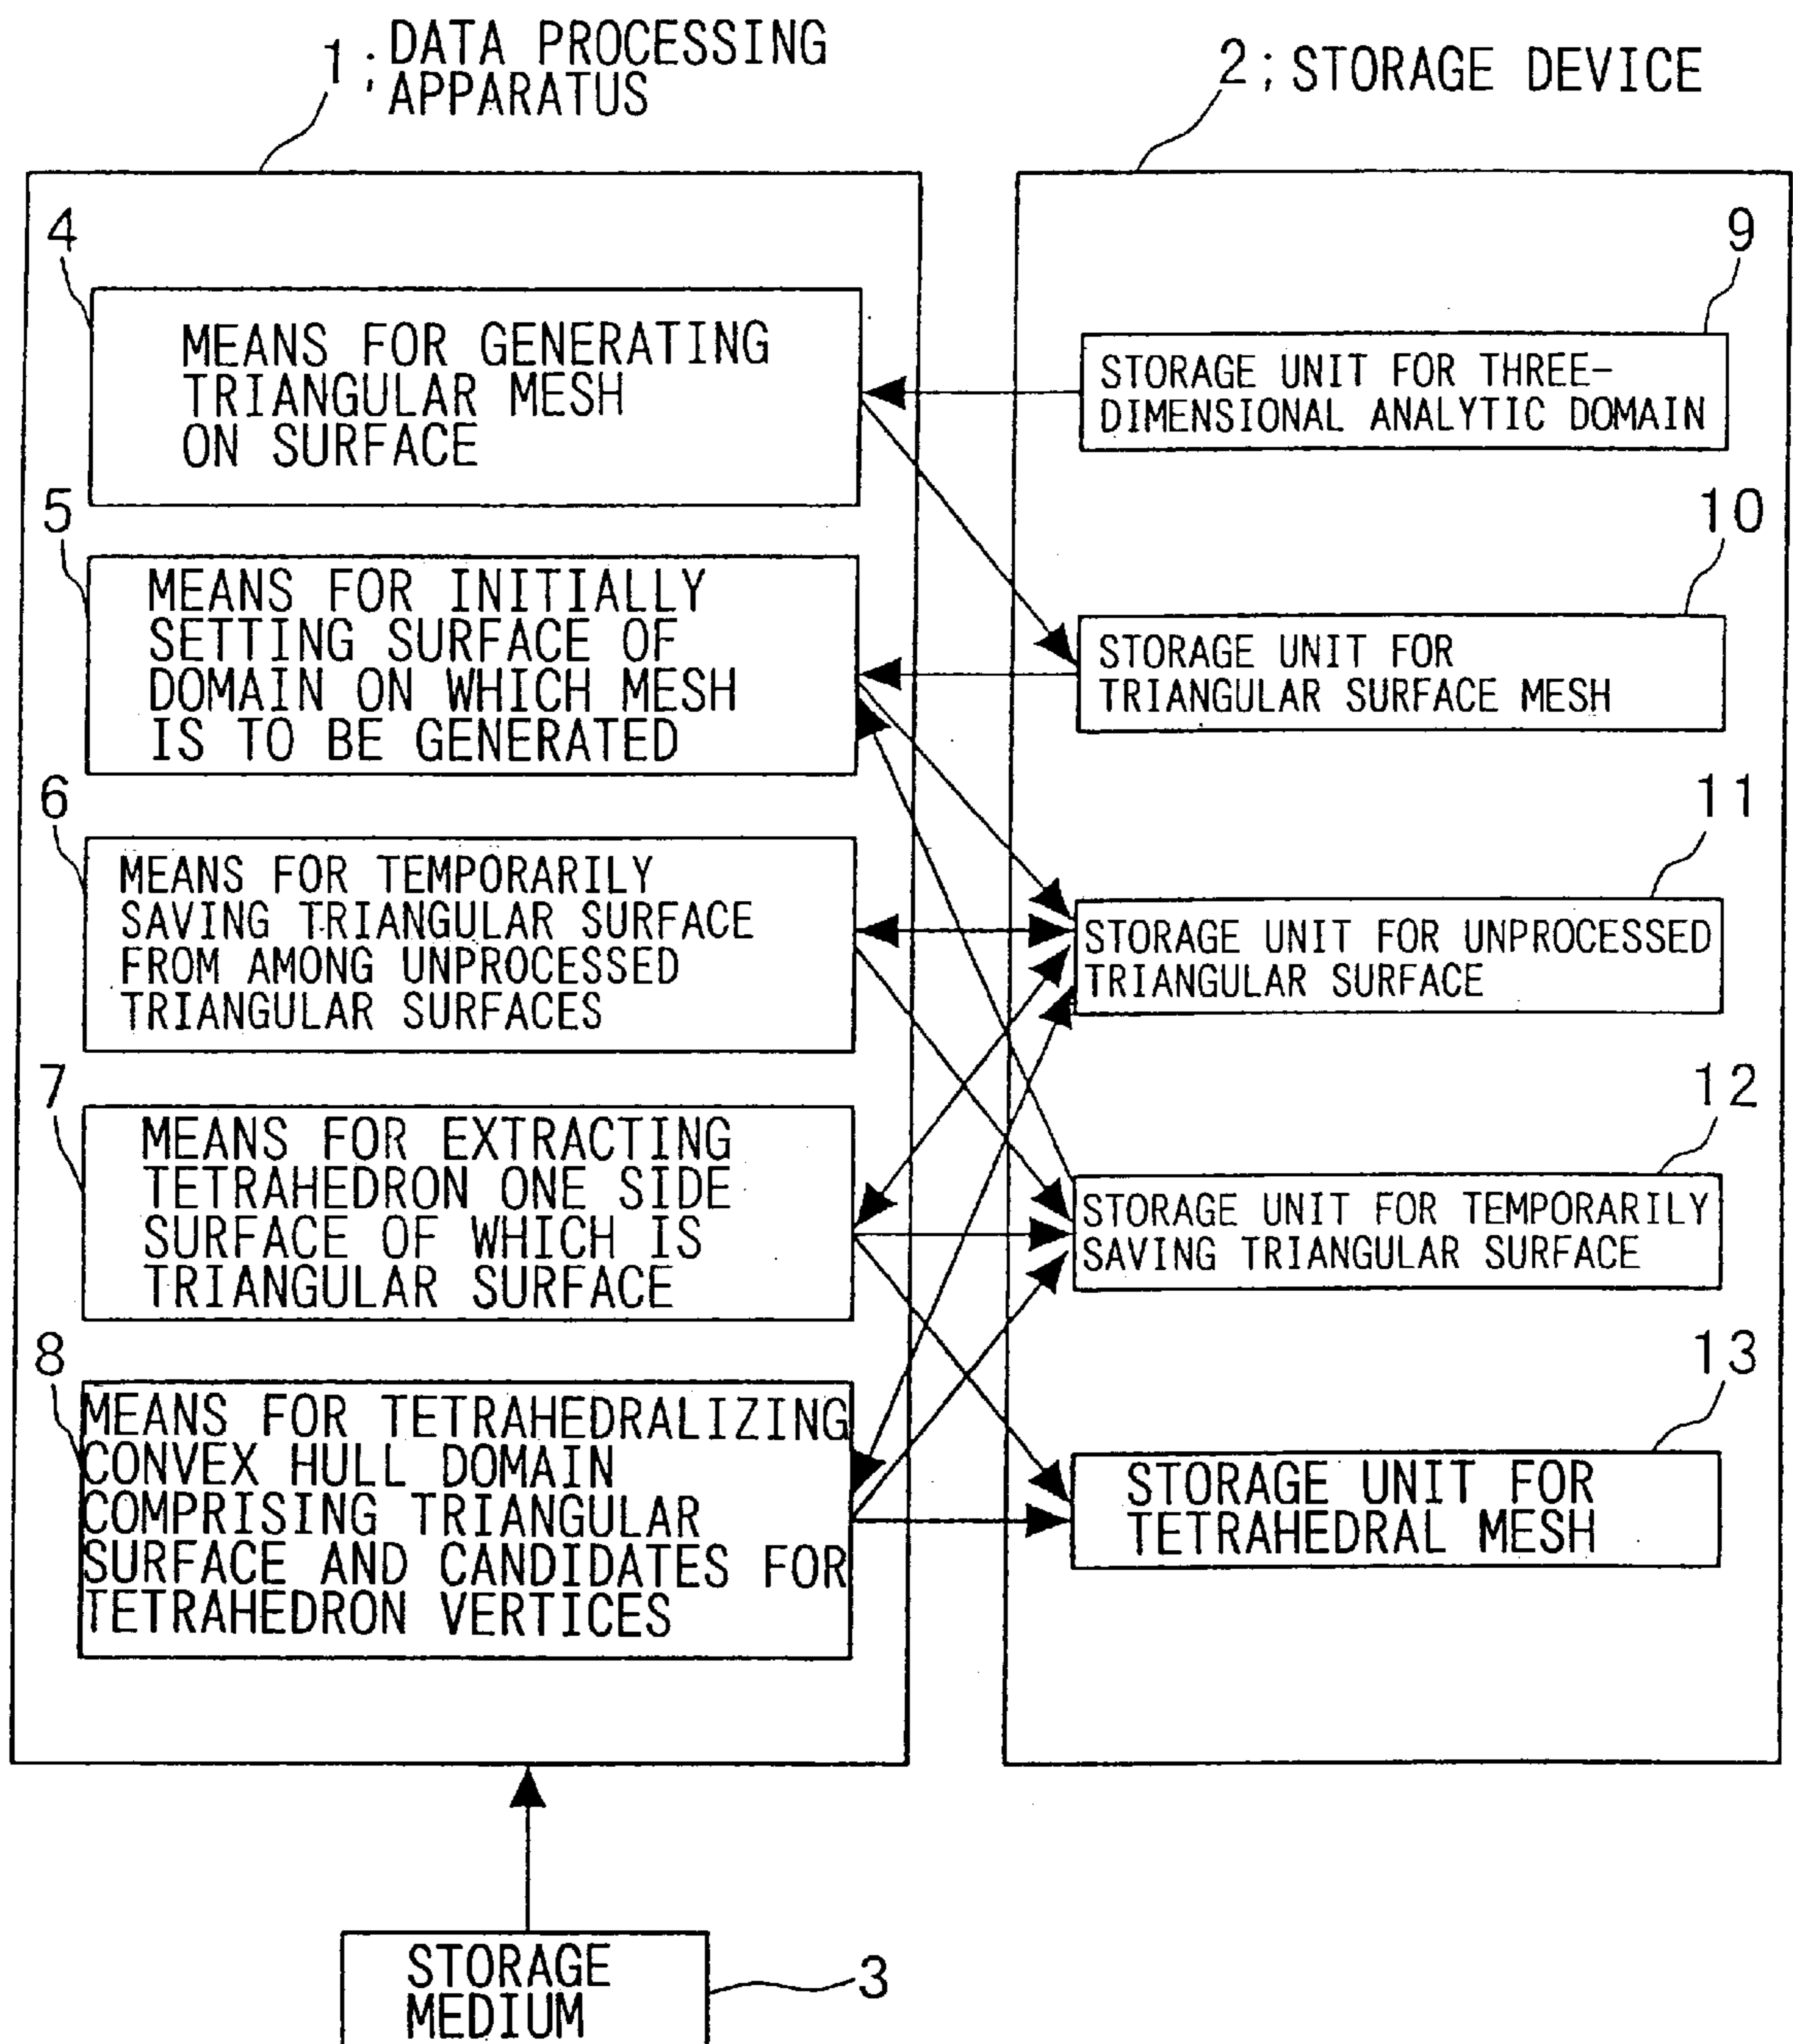 1; DATA PROCESSING
APPARATUS
2; STORAGE DEVICE
4
MEANS FOR GENERATING
TRIANGULAR MESH
ON SURFACE
5
MEANS FOR INITIALLY
SETTING SURFACE OF
DOMAIN ON WHICH MESH
IS TO BE GENERATED
6
MEANS FOR TEMPORARILY
SAVING TRIANGULAR SURFACE
FROM AMONG UNPROCESSED
TRIANGULAR SURFACES
7
MEANS FOR EXTRACTING
TETRAHEDRON ONE SIDE
SURFACE OF WHICH IS
TRIANGULAR SURFACE
8
MEANS FOR TETRAHEDRALIZING
CONVEX HULL DOMAIN
COMPRISING TRIANGULAR
SURFACE AND CANDIDATES FOR
TETRAHEDRON VERTICES
9
STORAGE UNIT FOR THREE-
DIMENSIONAL ANALYTIC DOMAIN
10
STORAGE UNIT FOR
TRIANGULAR SURFACE MESH
11
STORAGE UNIT FOR UNPROCESSED
TRIANGULAR SURFACE
12
STORAGE UNIT FOR TEMPORARILY
SAVING TRIANGULAR SURFACE
13
STORAGE UNIT FOR
TETRAHEDRAL MESH
STORAGE
MEDIUM
3